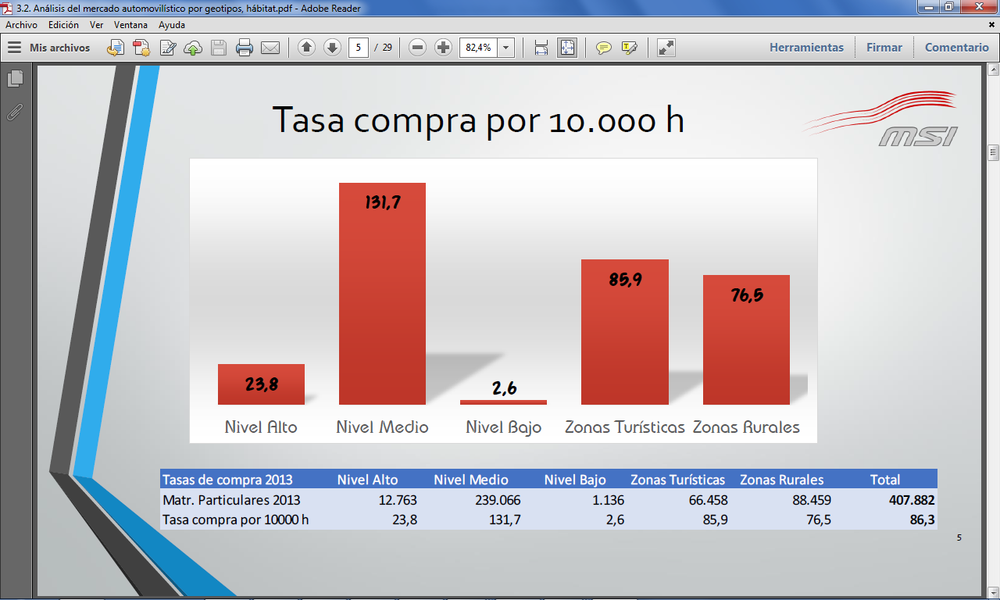 3.2. Análisis del mercado automovilístico por geotipos, hábitat.pdf - Adobe Reader
Archivo Edición Ver Ventana Ayuda
Mis archivos 5 / 29 82,4% Herramientas Firmar Comentario
Tasa compra por 10.000 h
MSI
131,7
85,9
76,5
23,8
2,6
Nivel Alto Nivel Medio Nivel Bajo Zonas Turísticas Zonas Rurales
Tasas de compra 2013 Nivel Alto Nivel Medio Nivel Bajo Zonas Turísticas Zonas Rurales Total
Matr. Particulares 2013 12.763 239.066 1.136 66.458 88.459 407.882
Tasa compra por 10000 h 23,8 131,7 2,6 85,9 76,5 86,3
5